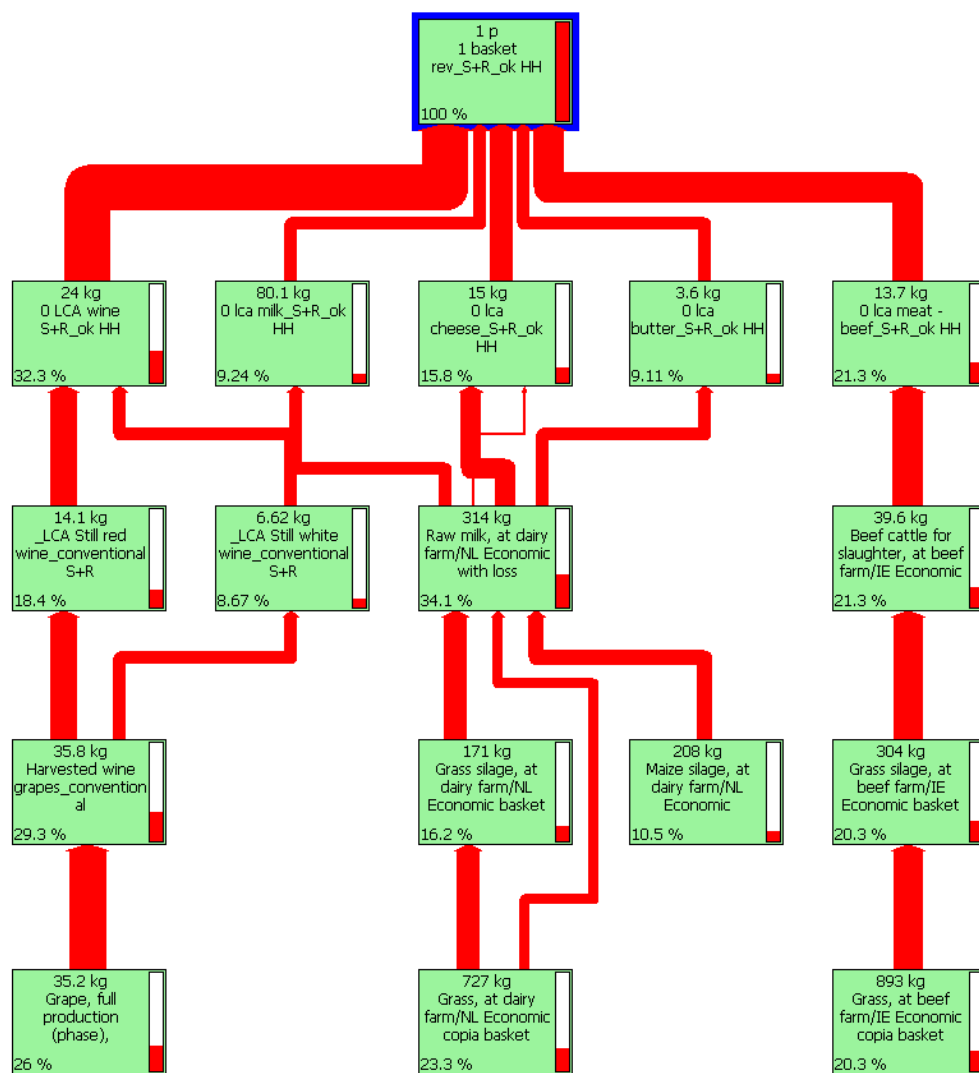 1 p
1 basket
rev_S+R_ok HH
100 %
24 kg
0 LCA wine
S+R_ok HH
32.3 %
80.1 kg
0 lca milk_S+R_ok
HH
9.24 %
15 kg
0 lca
cheese_S+R_ok
HH
15.8 %
3.6 kg
0 lca
butter_S+R_ok HH
9.11 %
13.7 kg
0 lca meat -
beef_S+R_ok HH
21.3 %
14.1 kg
_LCA Still red
wine_conventional
S+R
18.4 %
6.62 kg
_LCA Still white
wine_conventional
S+R
8.67 %
314 kg
Raw milk, at dairy
farm/NL Economic
with loss
34.1 %
39.6 kg
Beef cattle for
slaughter, at beef
farm/IE Economic
21.3 %
35.8 kg
Harvested wine
grapes_convention
al
29.3 %
171 kg
Grass silage, at
dairy farm/NL
Economic basket
16.2 %
208 kg
Maize silage, at
dairy farm/NL
Economic
10.5 %
304 kg
Grass silage, at
beef farm/IE
Economic basket
20.3 %
35.2 kg
Grape, full
production
(phase),
26 %
727 kg
Grass, at dairy
farm/NL Economic
copia basket
23.3 %
893 kg
Grass, at beef
farm/IE Economic
copia basket
20.3 %